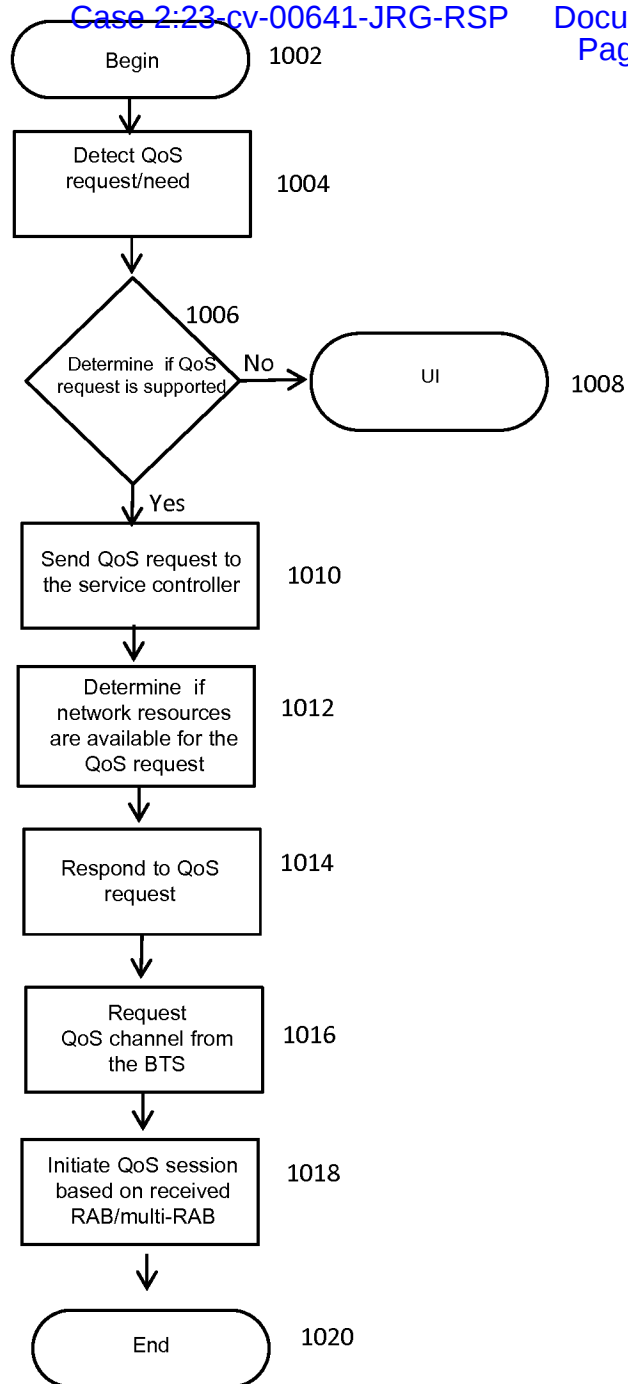 Case 2:23-cv-00641-JRG-RSP Docu
Pag
Begin
1002
Detect QoS
request/need
1004
1006
Determine if QoS
request is supported
No
UI
1008
Yes
Send QoS request to
the service controller
1010
Determine if
network resources
are available for the
QoS request
1012
Respond to QoS
request
1014
Request
QoS channel from
the BTS
1016
Initiate QoS session
based on received
RAB/multi-RAB
1018
End
1020